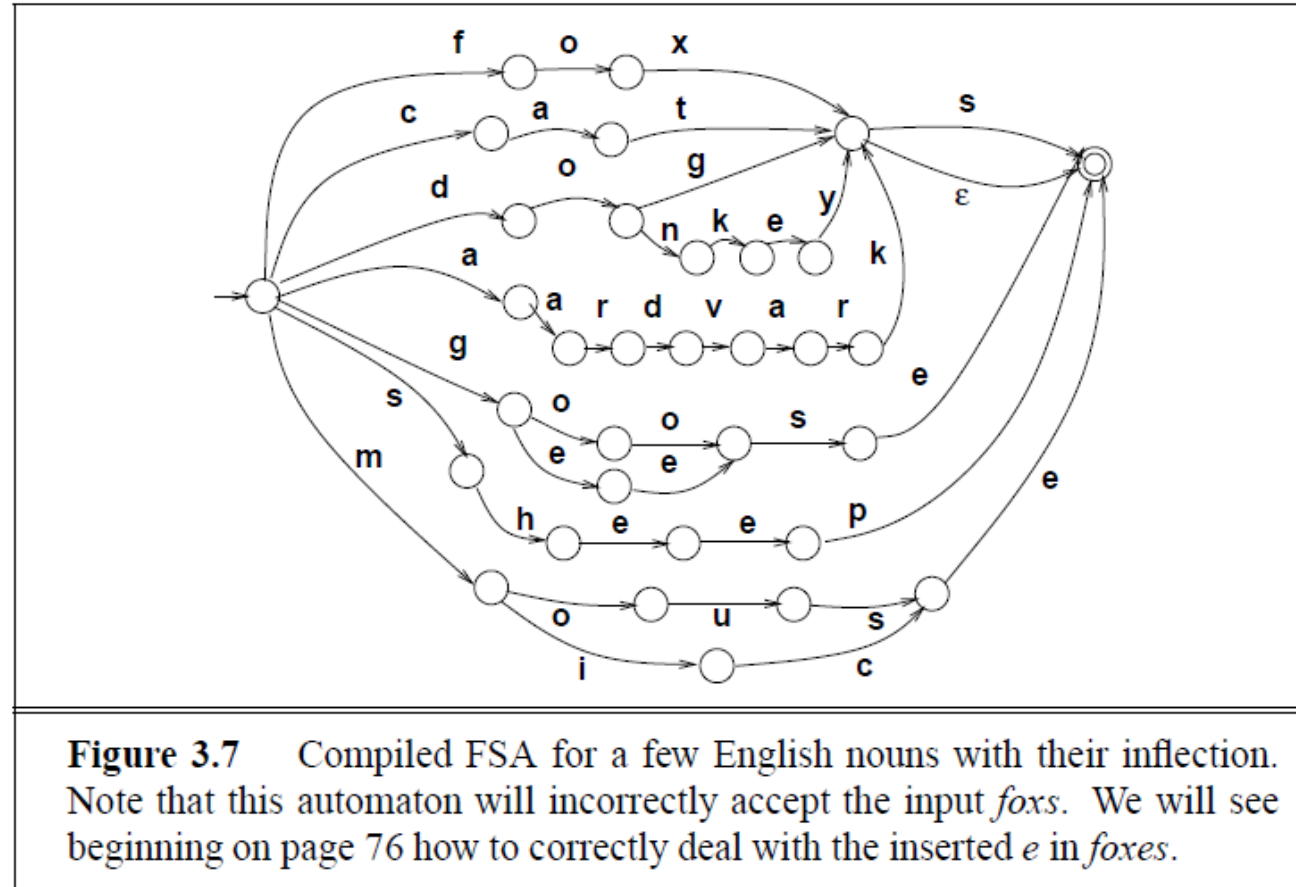 f o x
c a t s
d o g ε
n k e y
a k
a r d v a r
g e
s o o s
m e e e
h e e p
o u s
i c
Figure 3.7 Compiled FSA for a few English nouns with their inflection.
Note that this automaton will incorrectly accept the input foxs. We will see
beginning on page 76 how to correctly deal with the inserted e in foxes.